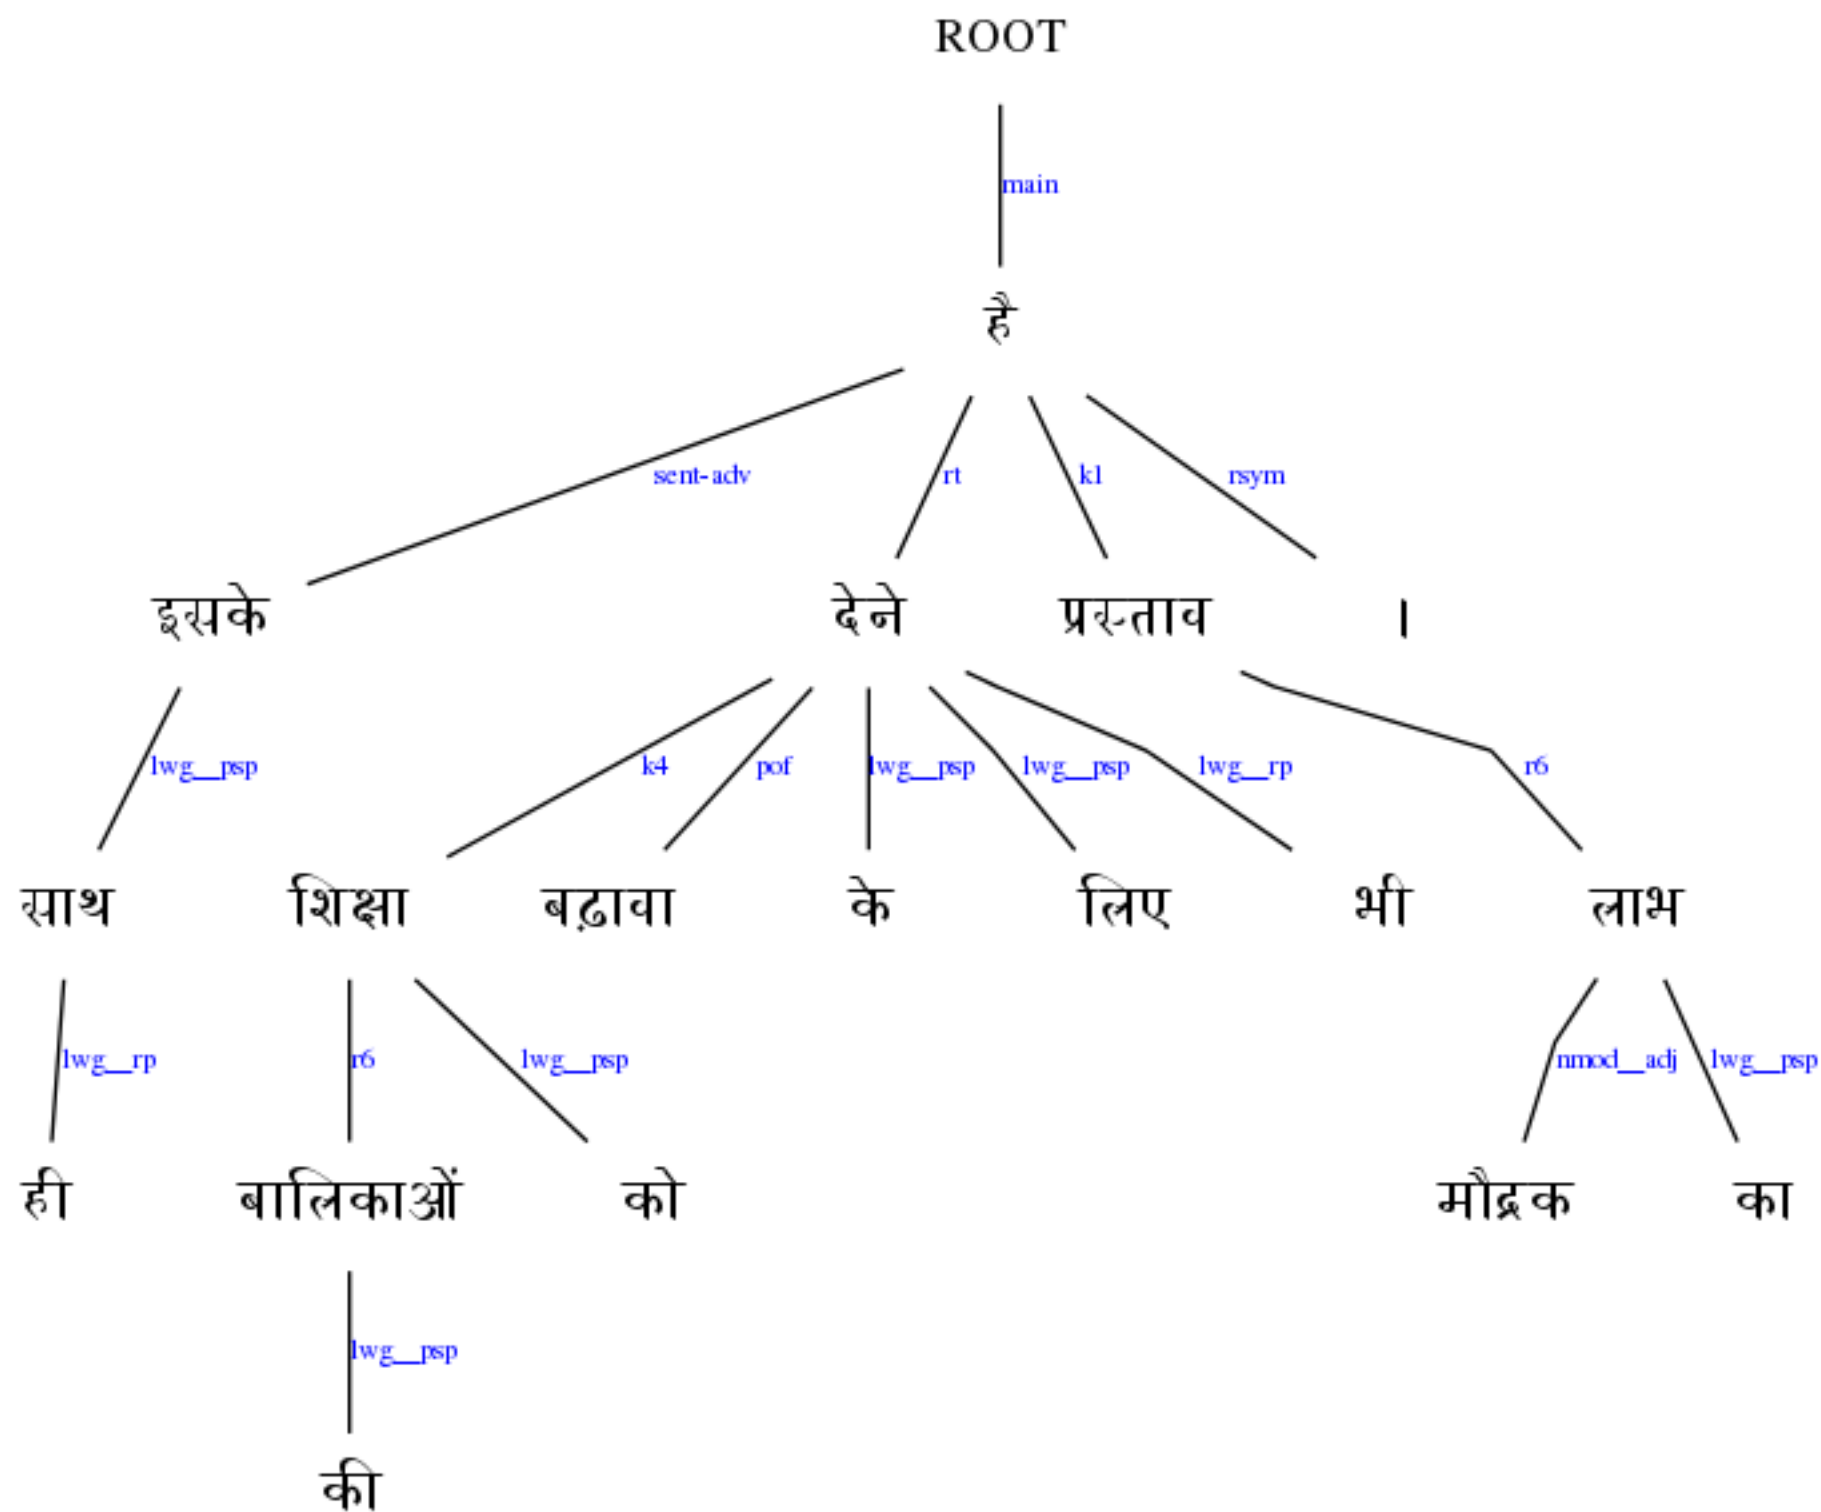 ROOT
main
है
sent-adv rt k1 rsym
इसके देने प्रस्ताव ।
lwg__psp k4 pof lwg__psp lwg__psp lwg__rp r6
साथ शिक्षा बढ़ावा के लिए भी लाभ
lwg__rp r6 lwg__psp nmod__adj lwg__psp
ही बालिकाओं को मौद्रक का
lwg__psp
की